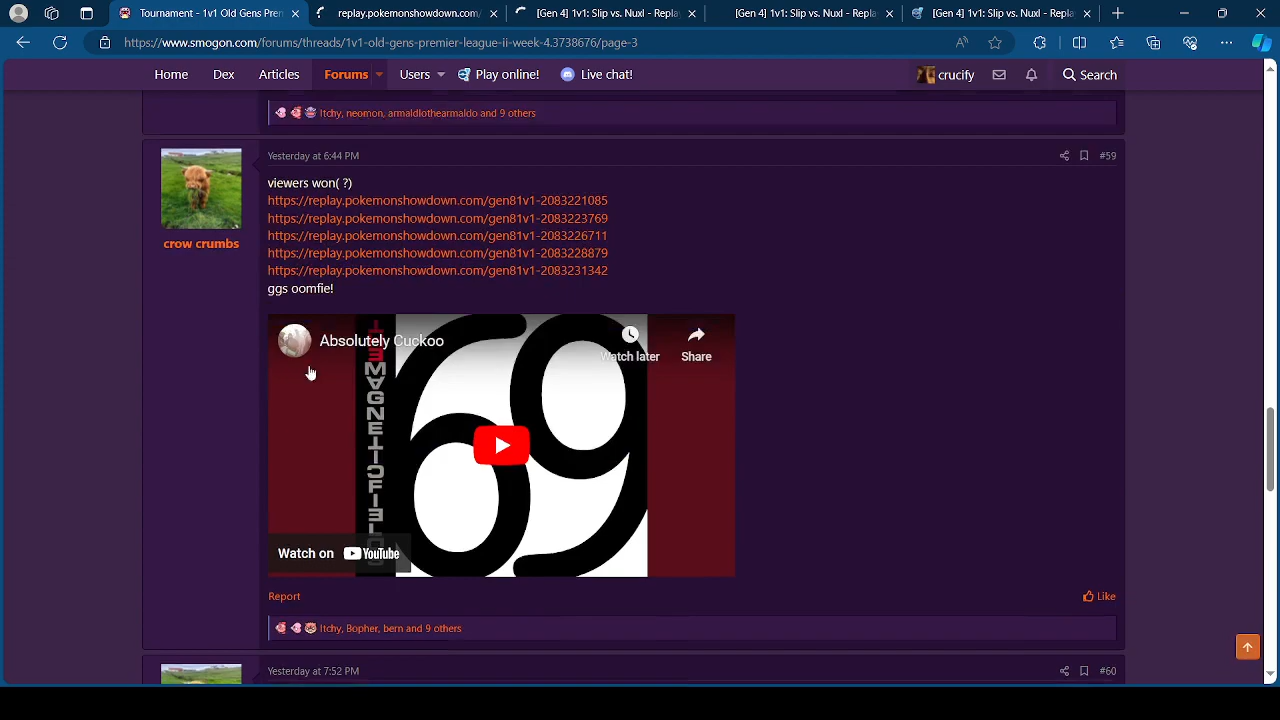 Tournament - 1v1 Old Gens Prem
replay.pokemonshowdown.com/
[Gen 4] 1v1: Slip vs. Nuxl - Replay
[Gen 4] 1v1: Slip vs. Nuxl - Replay
[Gen 4] 1v1: Slip vs. Nuxl - Replay
https://www.smogon.com/forums/threads/1v1-old-gens-premier-league-ii-week-4.3738676/page-3
Home Dex Articles Forums Users Play online! Live chat! crucify Search
Itchy, neomon, armaldlothearmaldo and 9 others
Yesterday at 6:44 PM #59
viewers won( ?)
https://replay.pokemonshowdown.com/gen81v1-2083221085
https://replay.pokemonshowdown.com/gen81v1-2083223769
https://replay.pokemonshowdown.com/gen81v1-2083226711
crow crumbs
https://replay.pokemonshowdown.com/gen81v1-2083228879
https://replay.pokemonshowdown.com/gen81v1-2083231342
ggs oomfie!
Absolutely Cuckoo
Watch later Share
THE MAGNETIC FIELDS
69
Watch on YouTube
Report Like
Itchy, Bopher, bern and 9 others
Yesterday at 7:52 PM #60